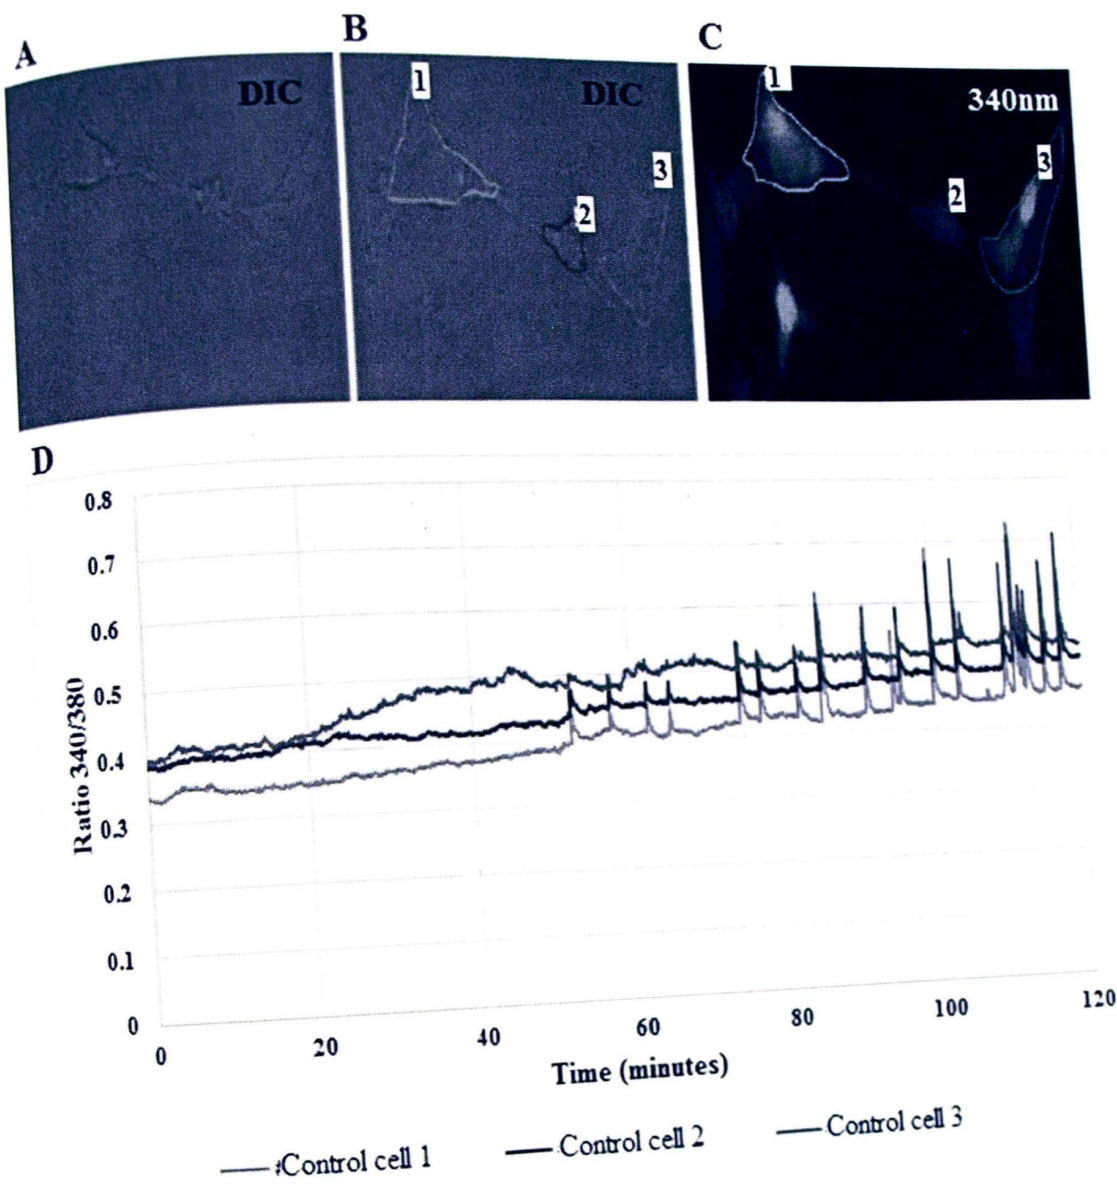 A
B
C
DIC
DIC
340nm
1
2
3
1
2
3
D
Ratio 340/380
0.8
0.7
0.6
0.5
0.4
0.3
0.2
0.1
0
0
20
40
60
80
100
120
Time (minutes)
Control cell 1
Control cell 2
Control cell 3